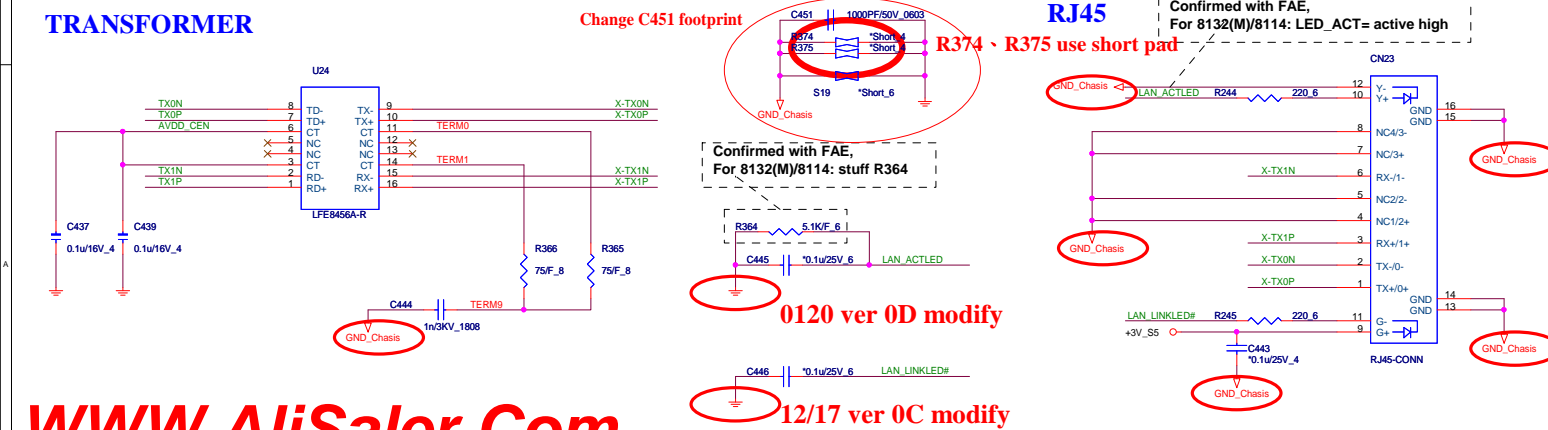 TRANSFORMER
Change C451 footprint
C451
1000PF/50V_0603
R374
*Short_4
R375
*Short_4
S19
*Short_6
GND_Chasis
R374、R375 use short pad
RJ45
Confirmed with FAE,
For 8132(M)/8114: LED_ACT= active high
U24
TX0N
8
TD-
TX-
9
X-TX0N
TX0P
7
TD+
TX+
10
X-TX0P
AVDD_CEN
6
CT
CT
11
TERM0
5
NC
NC
12
4
NC
NC
13
3
CT
CT
14
TERM1
TX1N
2
RD-
RX-
15
X-TX1N
TX1P
1
RD+
RX+
16
X-TX1P
LFE8456A-R
C437
0.1u/16V_4
C439
0.1u/16V_4
R366
75/F_8
R365
75/F_8
C444
TERM9
1n/3KV_1808
GND_Chasis
A
Confirmed with FAE,
For 8132(M)/8114: stuff R364
R364
5.1K/F_6
C445
*0.1u/25V_6
LAN_ACTLED
0120 ver 0D modify
C446
*0.1u/25V_6
LAN_LINKLED#
12/17 ver 0C modify
CN23
GND_Chasis
12
Y-
LAN_ACTLED
R244
220_6
10
Y+
GND
16
GND
15
GND_Chasis
8
NC4/3-
7
NC/3+
X-TX1N
6
RX-/1-
5
NC2/2-
4
NC1/2+
GND_Chasis
X-TX1P
3
RX+/1+
X-TX0N
2
TX-/0-
X-TX0P
1
TX+/0+
GND
14
GND
13
GND_Chasis
LAN_LINKLED#
R245
220_6
11
G-
+3V_S5
9
G+
C443
*0.1u/25V_4
GND_Chasis
RJ45-CONN
WWW.AliSaler.Com